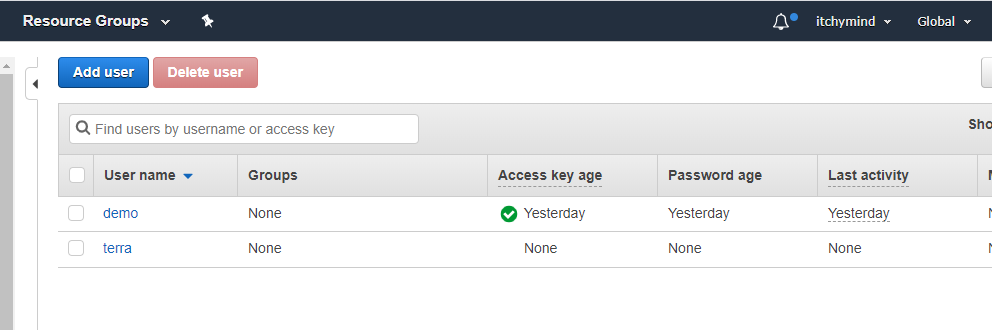 Resource Groups itchymind Global
Add user Delete user
Find users by username or access key
User name Groups Access key age Password age Last activity
demo None Yesterday Yesterday Yesterday
terra None None None None